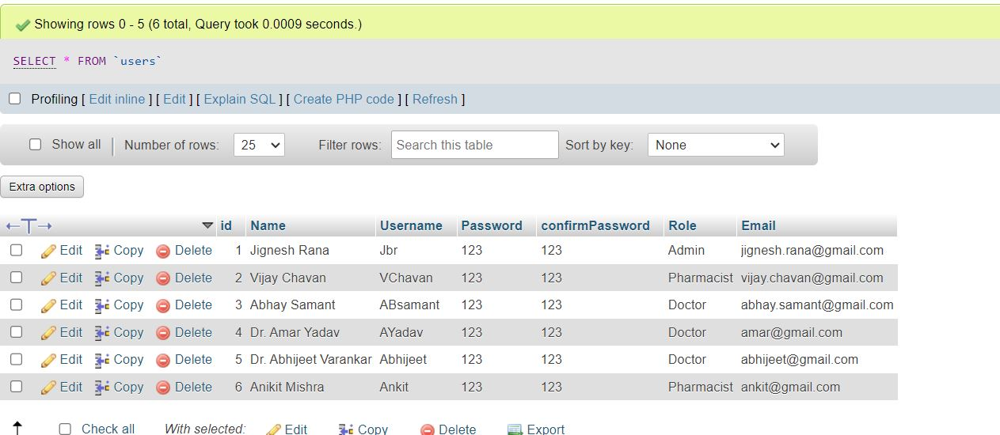 Showing rows 0 - 5 (6 total, Query took 0.0009 seconds.)
SELECT * FROM `users`
Profiling [ Edit inline ] [ Edit ] [ Explain SQL ] [ Create PHP code ] [ Refresh ]
Show all Number of rows: 25 Filter rows: Search this table Sort by key: None
Extra options
id Name Username Password confirmPassword Role Email
Edit Copy Delete 1 Jignesh Rana Jbr 123 123 Admin jignesh.rana@gmail.com
Edit Copy Delete 2 Vijay Chavan VChavan 123 123 Pharmacist vijay.chavan@gmail.com
Edit Copy Delete 3 Abhay Samant ABsamant 123 123 Doctor abhay.samant@gmail.com
Edit Copy Delete 4 Dr. Amar Yadav AYadav 123 123 Doctor amar@gmail.com
Edit Copy Delete 5 Dr. Abhijeet Varankar Abhijeet 123 123 Doctor abhijeet@gmail.com
Edit Copy Delete 6 Anikit Mishra Ankit 123 123 Pharmacist ankit@gmail.com
Check all With selected: Edit Copy Delete Export